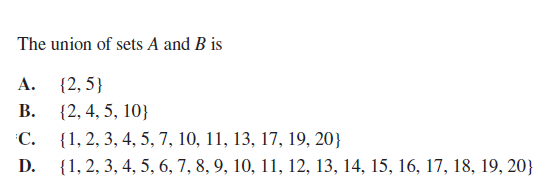 The union of sets A and B is
A. {2, 5}
B. {2, 4, 5, 10}
C. {1, 2, 3, 4, 5, 7, 10, 11, 13, 17, 19, 20}
D. {1, 2, 3, 4, 5, 6, 7, 8, 9, 10, 11, 12, 13, 14, 15, 16, 17, 18, 19, 20}